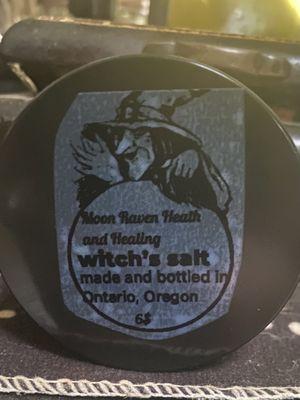 Moon Raven Heath
and Healing
witch's salt
made and bottled in
Ontario, Oregon
6$